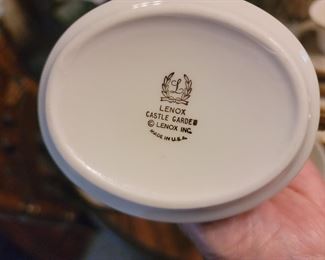 L
LENOX
CASTLE GARDEN
© LENOX INC.
MADE IN U.S.A.